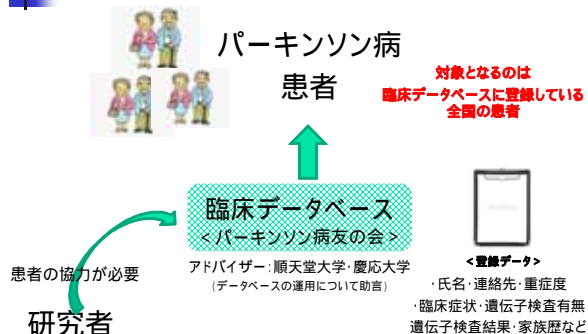 パーキンソン病
患者
対象となるのは
臨床データベースに登録している
全国の患者
臨床データベース
<パーキンソン病友の会>
アドバイザー：順天堂大学・慶応大学
(データベースの運用について助言)
患者の協力が必要
研究者
<登録データ>
・氏名・連絡先・重症度
・臨床症状・遺伝子検査有無
遺伝子検査結果・家族歴など